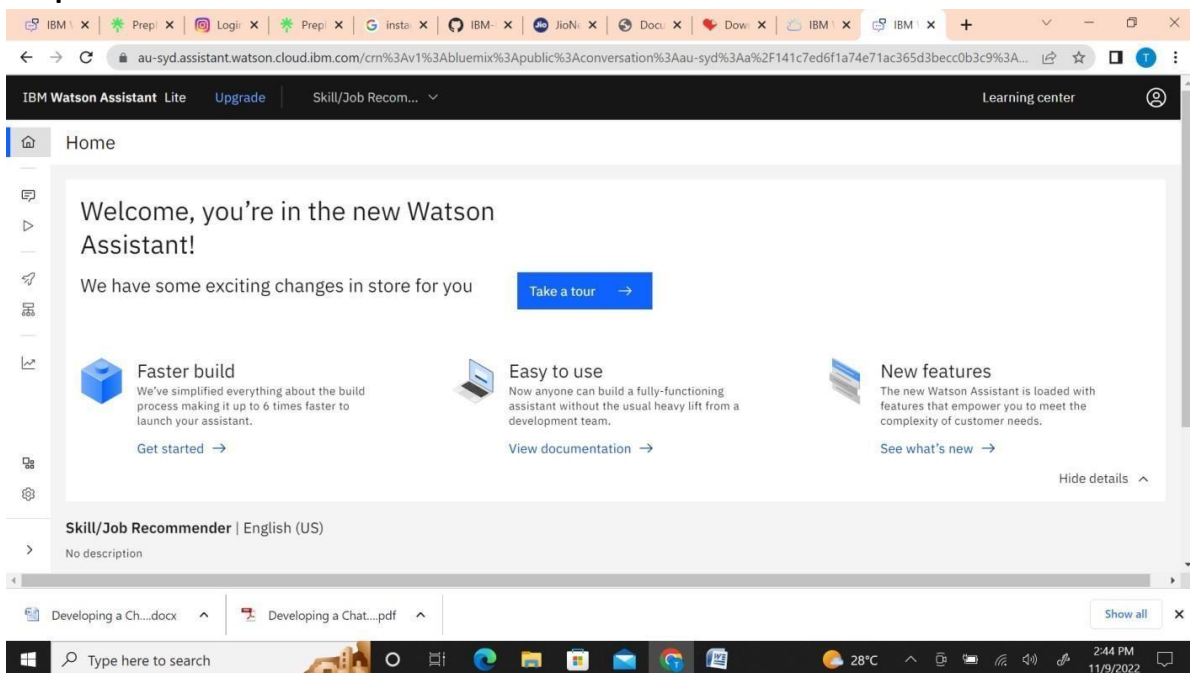 IBM W
Prepl
Login
Prepl
insta
IBM-
JioNe
Docu
Down
IBM W
IBM W
au-syd.assistant.watson.cloud.ibm.com/crn%3Av1%3Abluemix%3Apublic%3Aconversation%3Aau-syd%3Aa%2F141c7ed6f1a74e71ac365d3becc0b3c9%3A...
T
IBM Watson Assistant Lite Upgrade Skill/Job Recom... Learning center
Home
Welcome, you're in the new Watson
Assistant!
We have some exciting changes in store for you
Take a tour →
Faster build
We've simplified everything about the build
process making it up to 6 times faster to
launch your assistant.
Get started →
Easy to use
Now anyone can build a fully-functioning
assistant without the usual heavy lift from a
development team.
View documentation →
New features
The new Watson Assistant is loaded with
features that empower you to meet the
complexity of customer needs.
See what's new →
Hide details
Skill/Job Recommender | English (US)
No description
Developing a Ch....docx
Developing a Chat....pdf
Show all
Type here to search
28°C
2:44 PM
11/9/2022